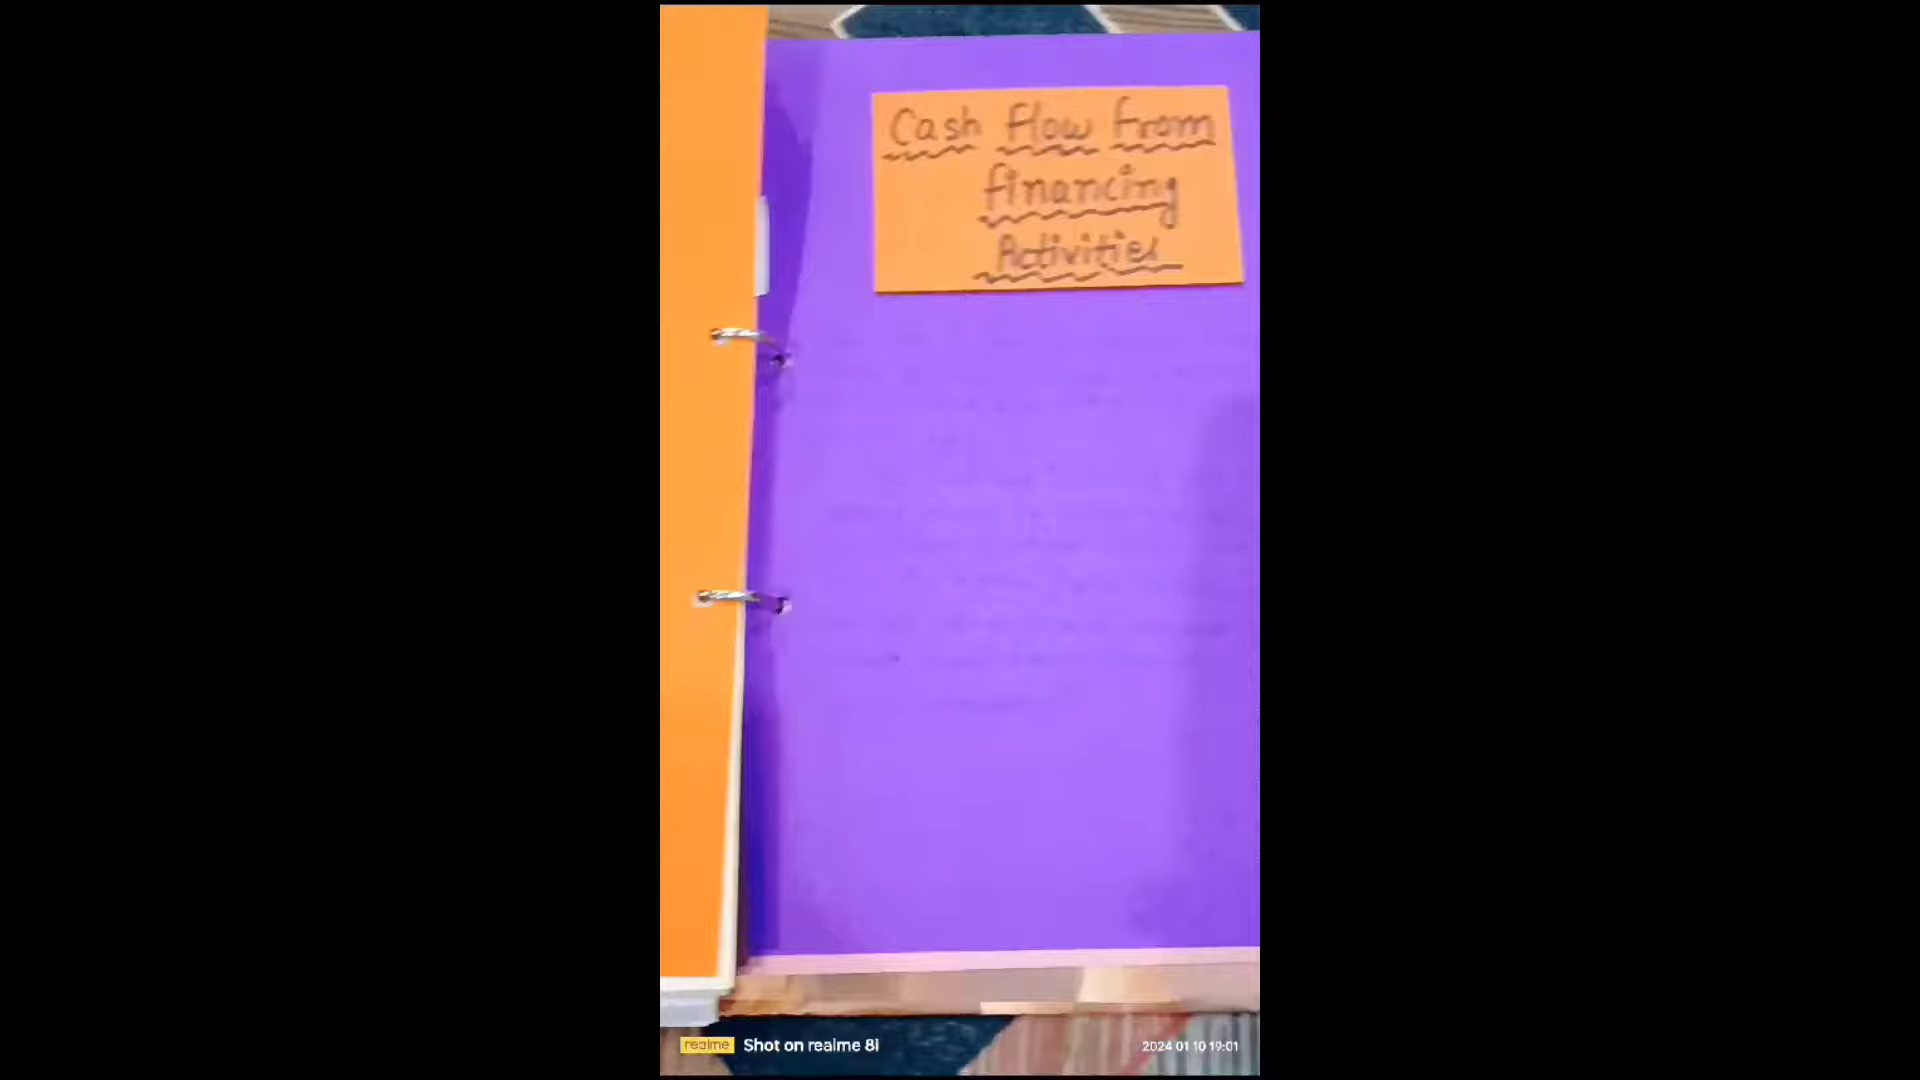 Cash Flow From
Financing
Activities
realme Shot on realme 8i
2024 01 10 19:01